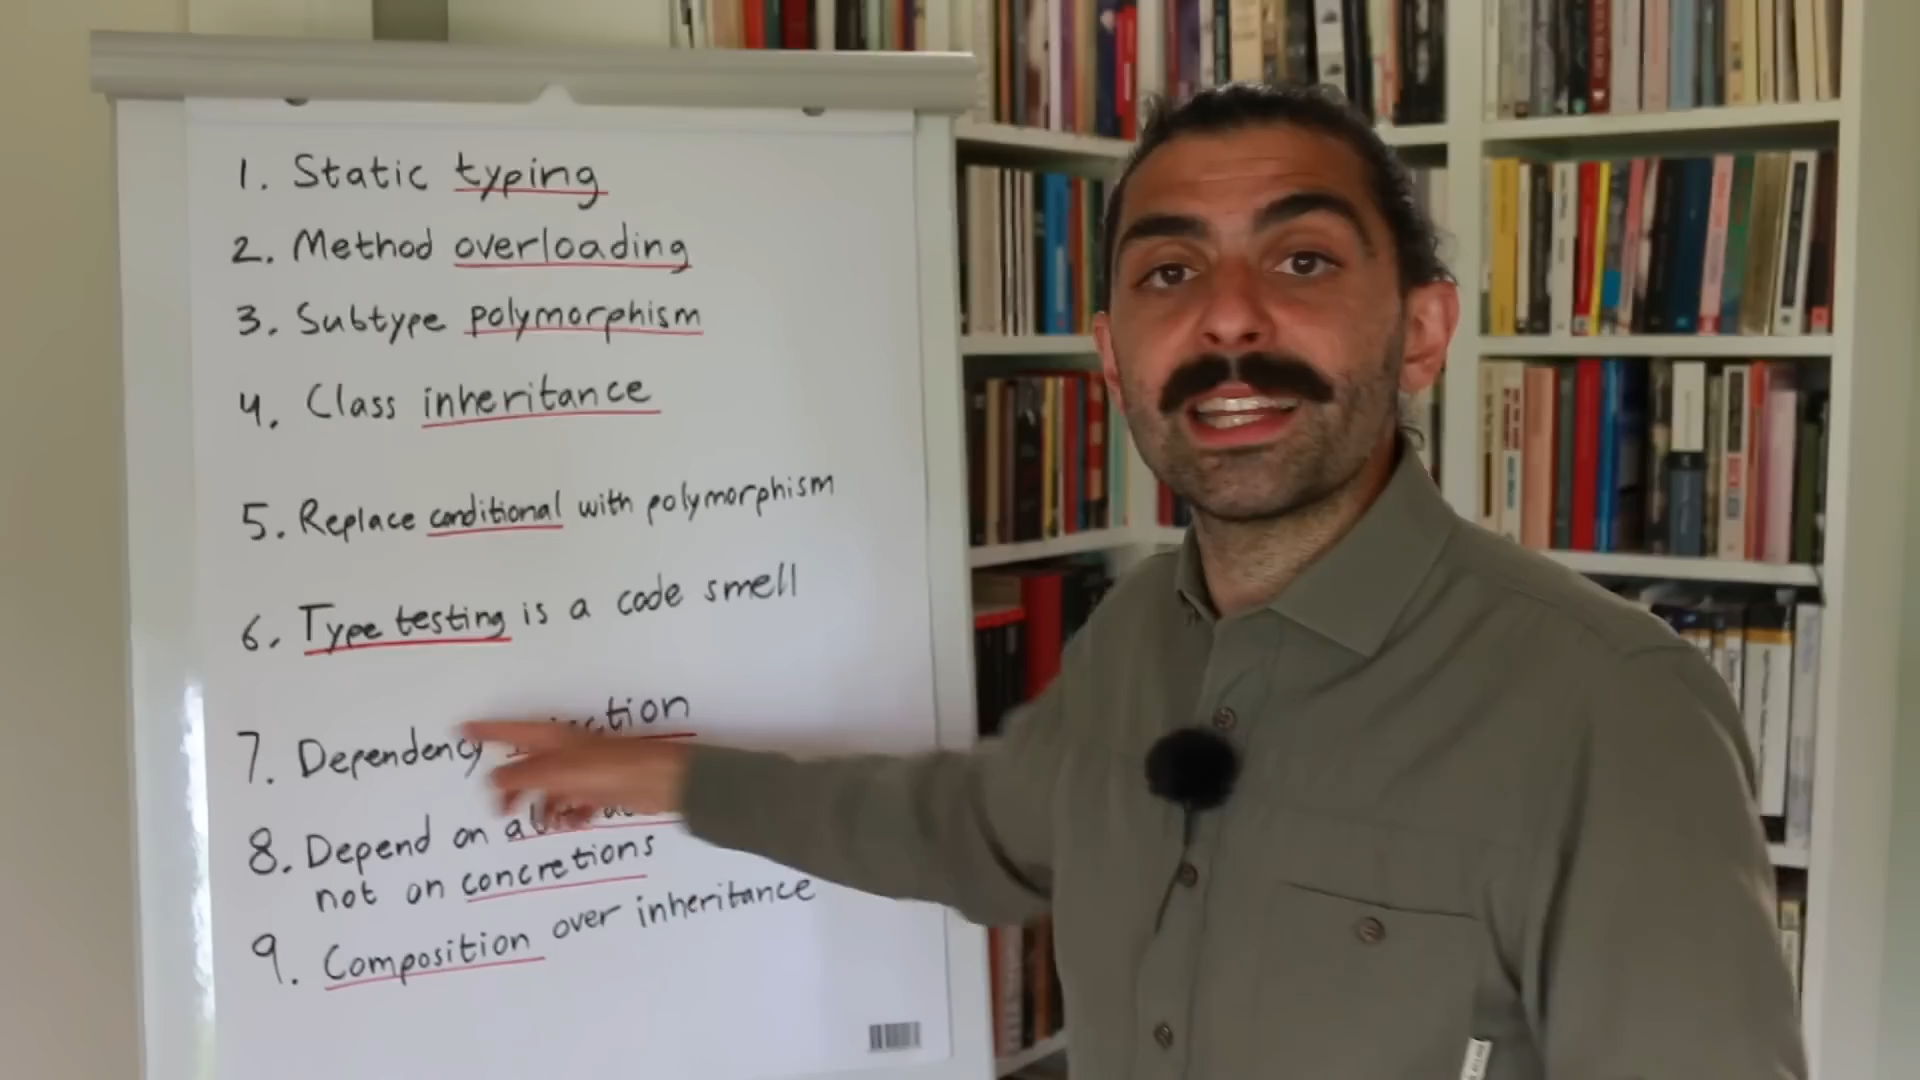 1. Static typing
2. Method overloading
3. Subtype polymorphism
4. Class inheritance
5. Replace conditional with polymorphism
6. Type testing is a code smell
7. Dependency
8. Depend on
not on concretions
9. Composition over inheritance